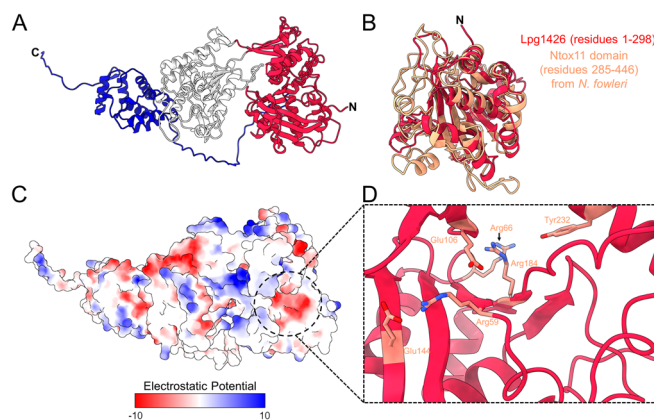 A
C
N
B
N
Lpg1426 (residues 1-298)
Ntox11 domain
(residues 285-446)
from N. fowleri
C
Electrostatic Potential
-10
10
D
Arg66
Tyr232
Glu106
Arg184
Arg59
Glu144